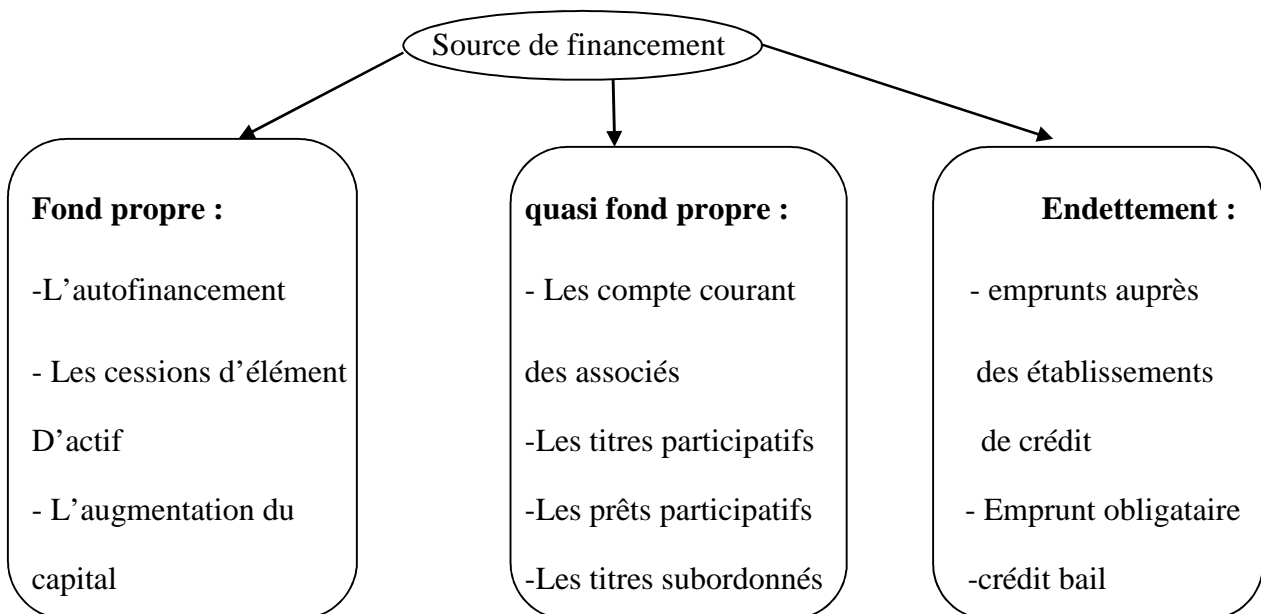 Source de financement
Fond propre :
-L’autofinancement
- Les cessions d’élément
D’actif
- L’augmentation du
capital
quasi fond propre :
- Les compte courant
des associés
-Les titres participatifs
-Les prêts participatifs
-Les titres subordonnés
Endettement :
- emprunts auprès
des établissements
de crédit
- Emprunt obligataire
-crédit bail